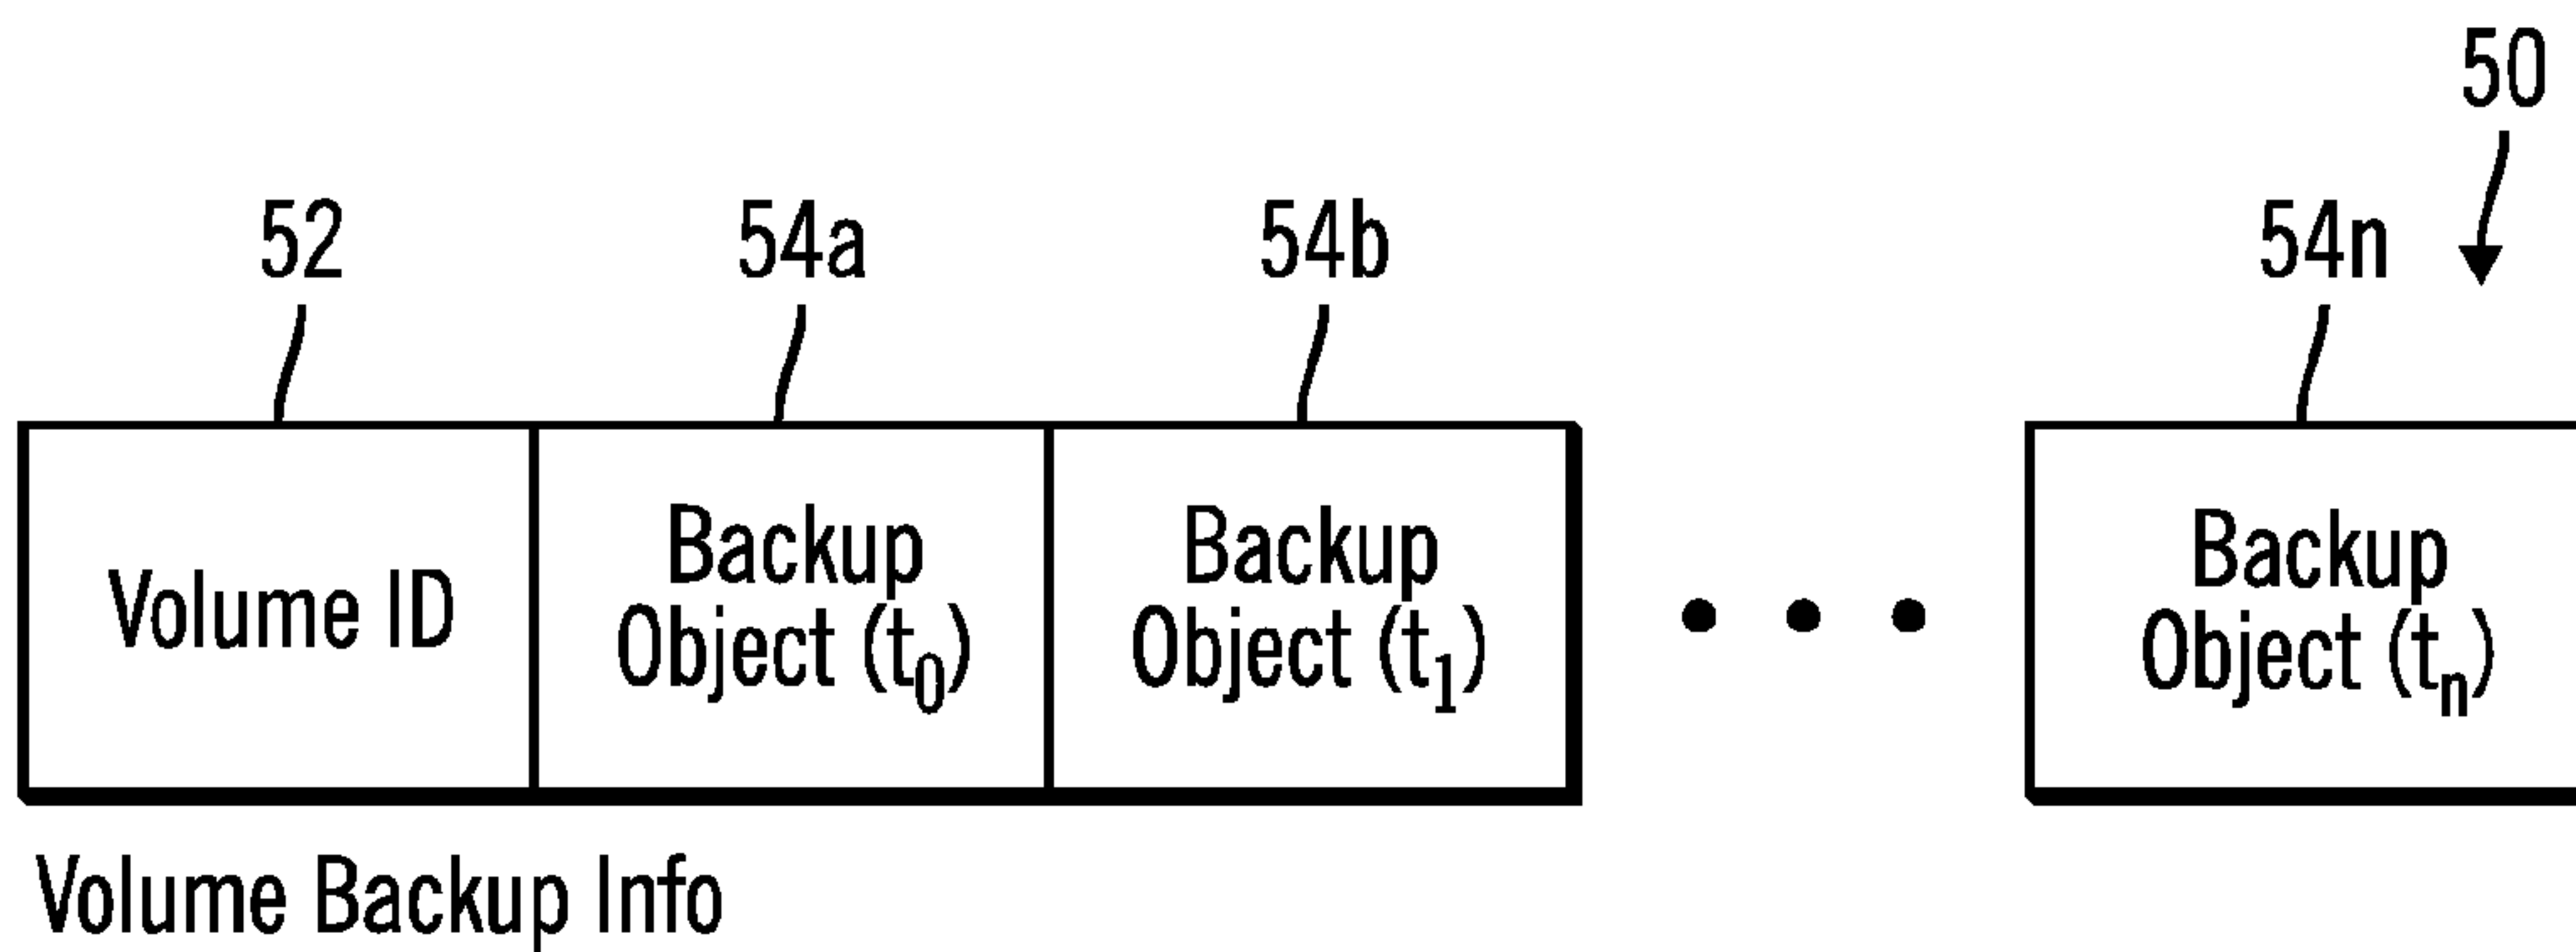 50
52 54a 54b 54n
Volume ID
Backup
Object (t₀)
Backup
Object (t₁)
• • •
Backup
Object (tₙ)
Volume Backup Info